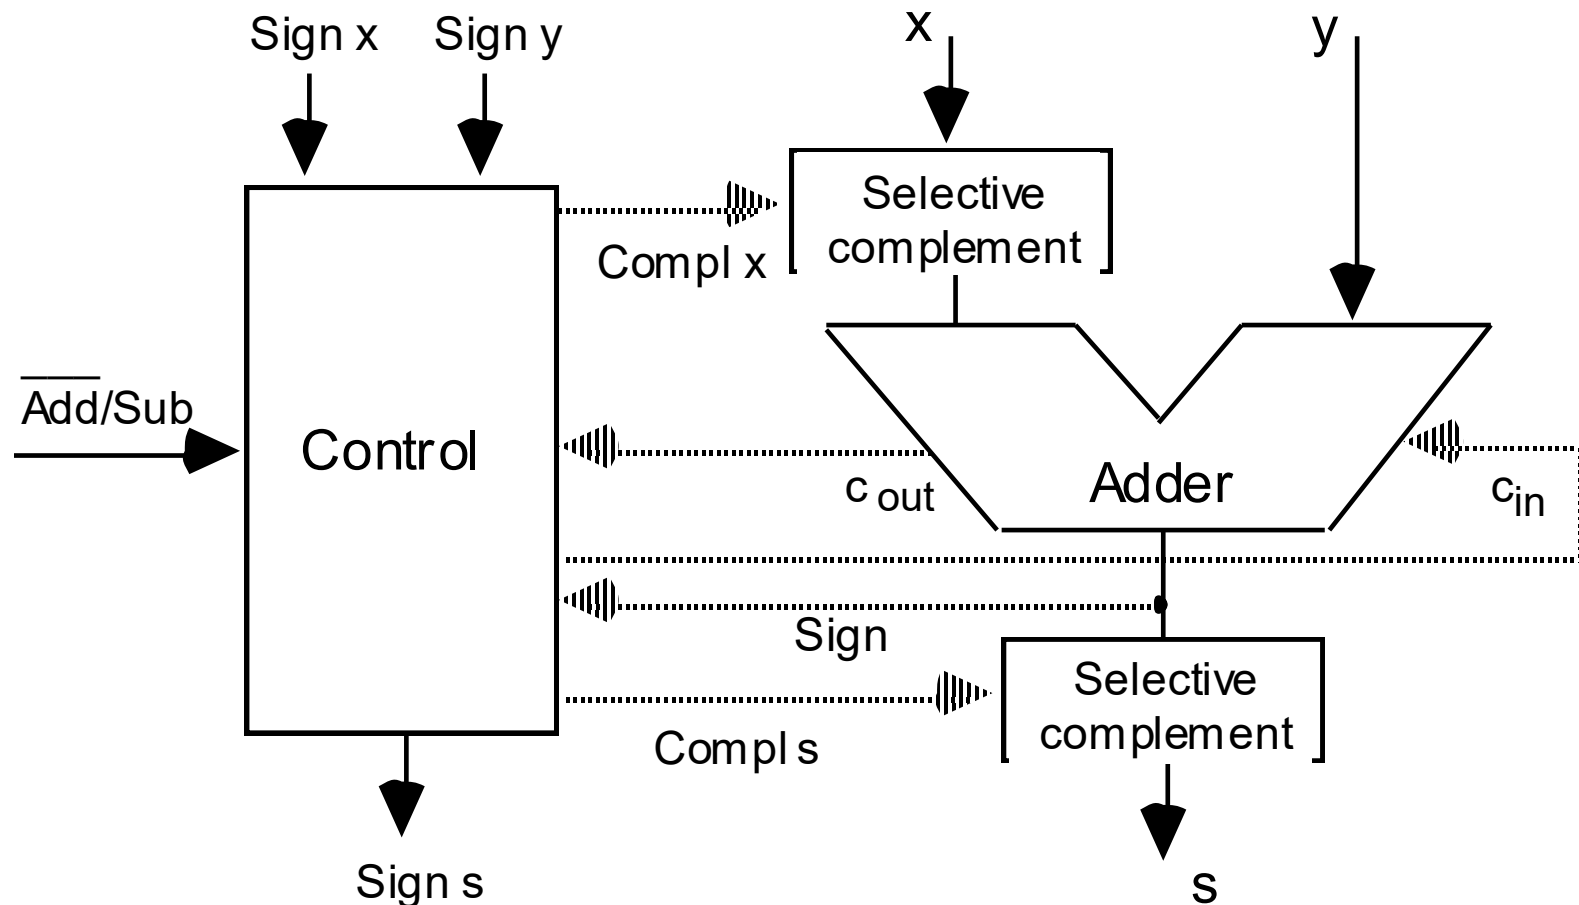 Sign x Sign y x y
Selective
complement
Compl x
Add/Sub
Control
c out
Adder
cin
Sign
Selective
complement
Compl s
Sign s
s